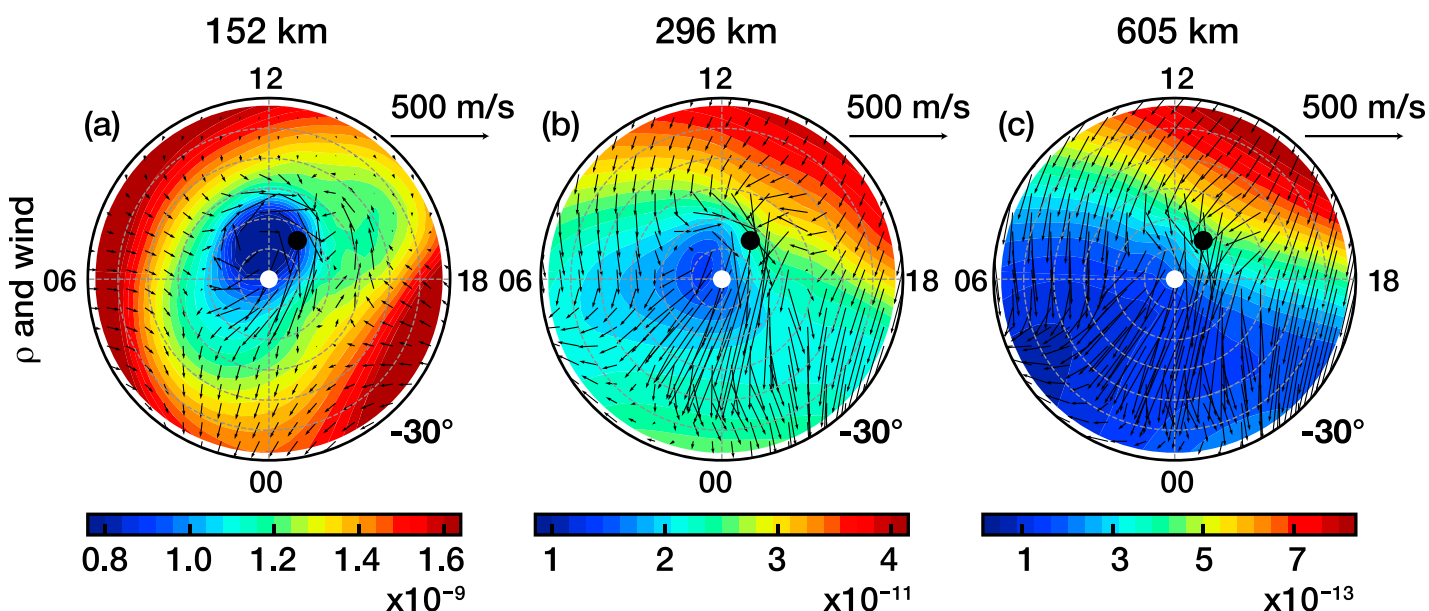 152 km 296 km 605 km
12 12 12
(a) 500 m/s (b) 500 m/s (c) 500 m/s
ρ and wind
06 18 06 18 06 18
-30° -30° -30°
00 00 00
0.8 1.0 1.2 1.4 1.6 1 2 3 4 1 3 5 7
x10⁻⁹ x10⁻¹¹ x10⁻¹³